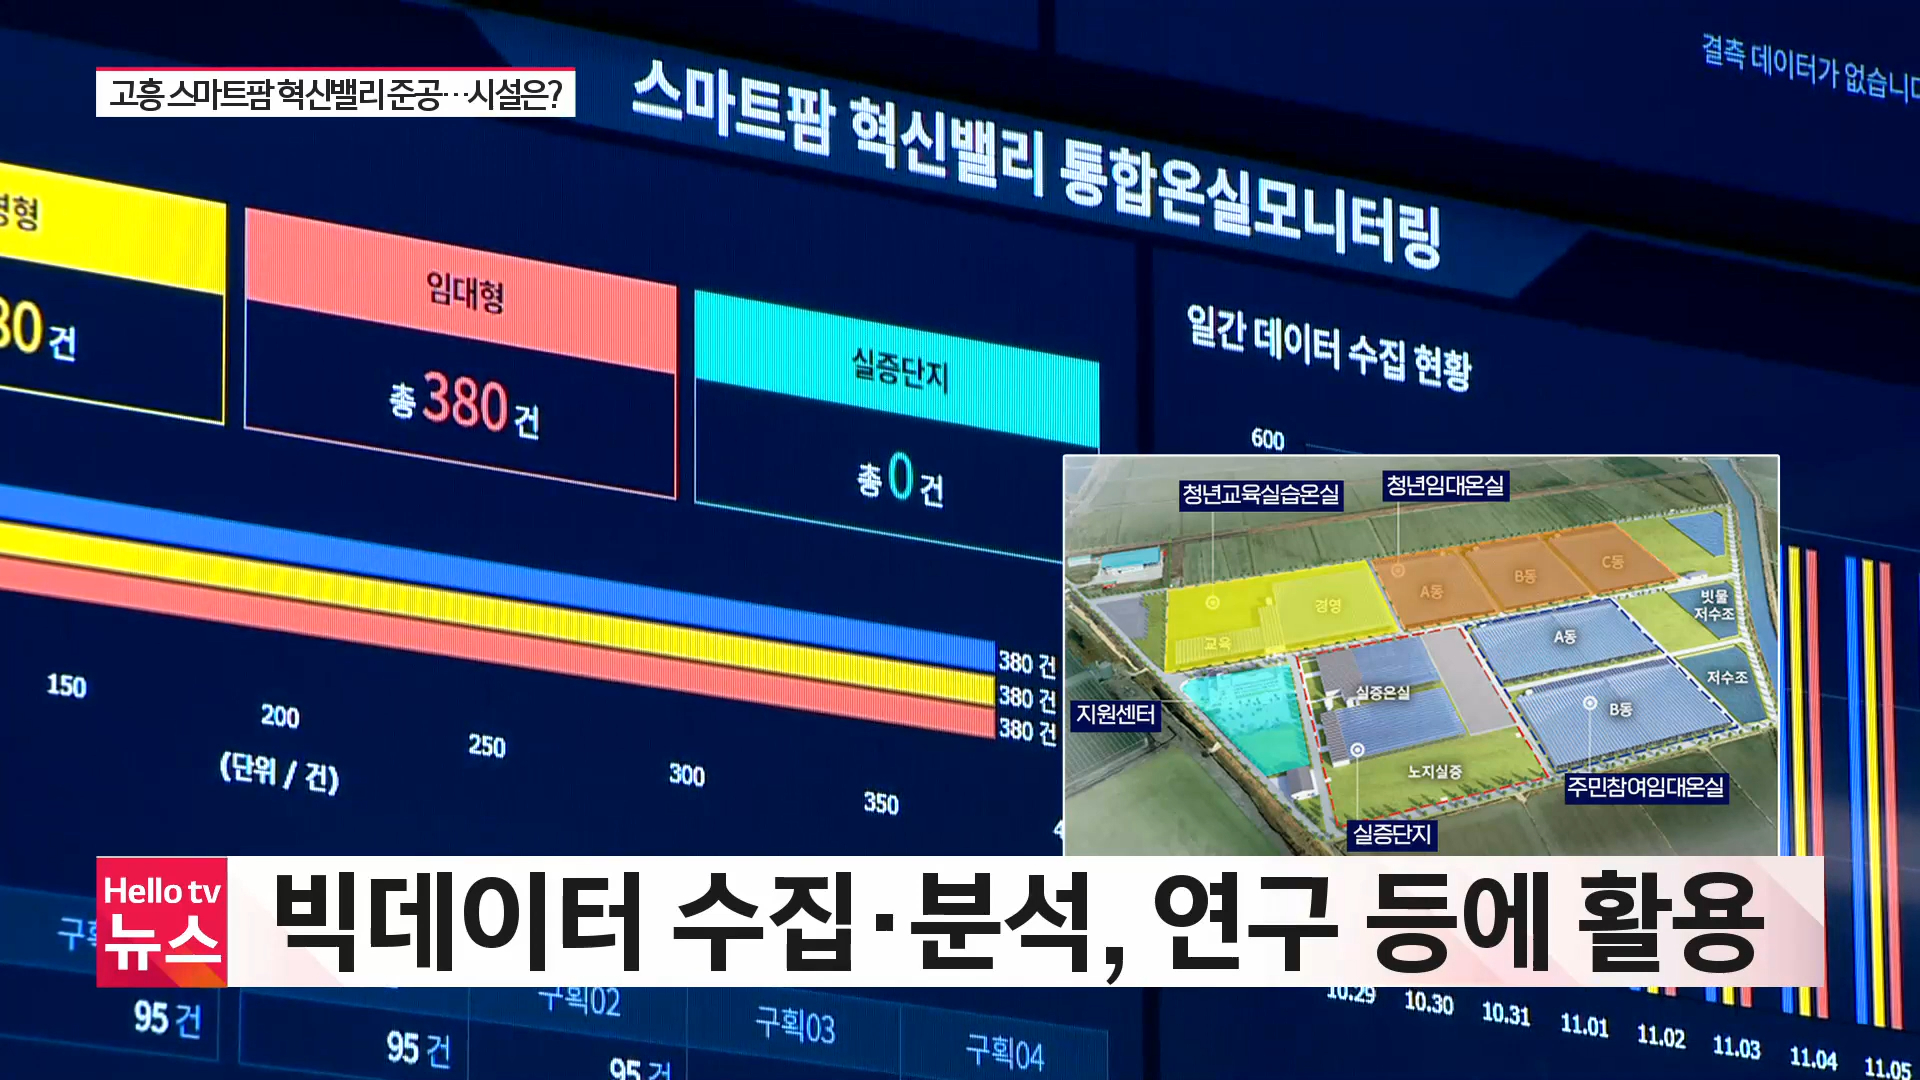 고흥 스마트팜 혁신밸리 준공…시설은?
스마트팜 혁신밸리 통합온실모니터링
결측 데이터가 없습니다
80 건
임대형
총 380 건
실증단지
총 0 건
일간 데이터 수집 현황
600
380 건
380 건
380 건
150
200
250
300
350
(단위 / 건)
청년교육실습온실
청년임대온실
A동
B동
C동
교육
경영
빗물
저수조
A동
저수조
실증온실
B동
지원센터
노지실증
주민참여임대온실
실증단지
Hello tv
뉴스
빅데이터 수집·분석, 연구 등에 활용
10.29
10.30
10.31
11.01
11.02
11.03
11.04
11.05
구획02
구획03
구획04
95 건
95 건
95 건